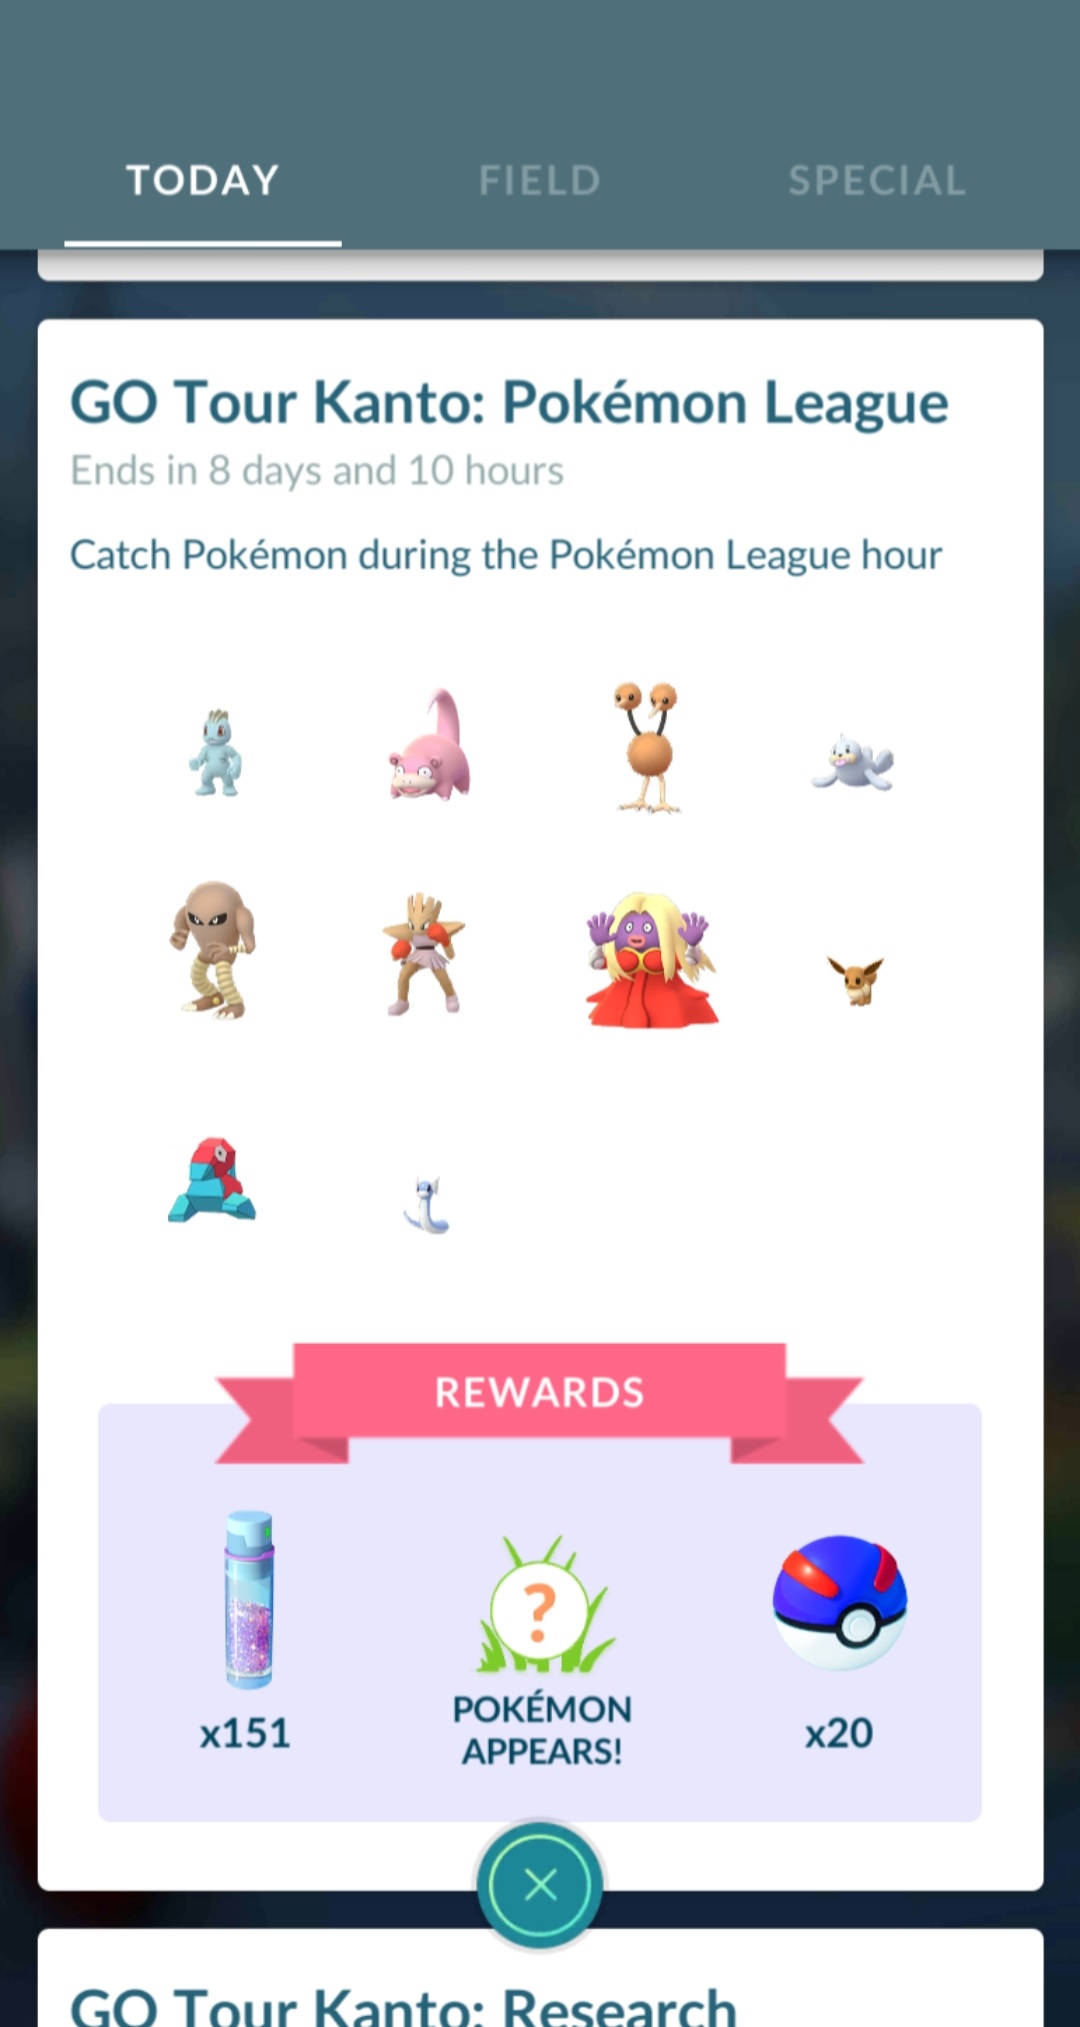 TODAY
FIELD
SPECIAL
GO Tour Kanto: Pokémon League
Ends in 8 days and 10 hours
Catch Pokémon during the Pokémon League hour
REWARDS
?
x151
POKÉMON
APPEARS!
x20
GO Tour Kanto: Research